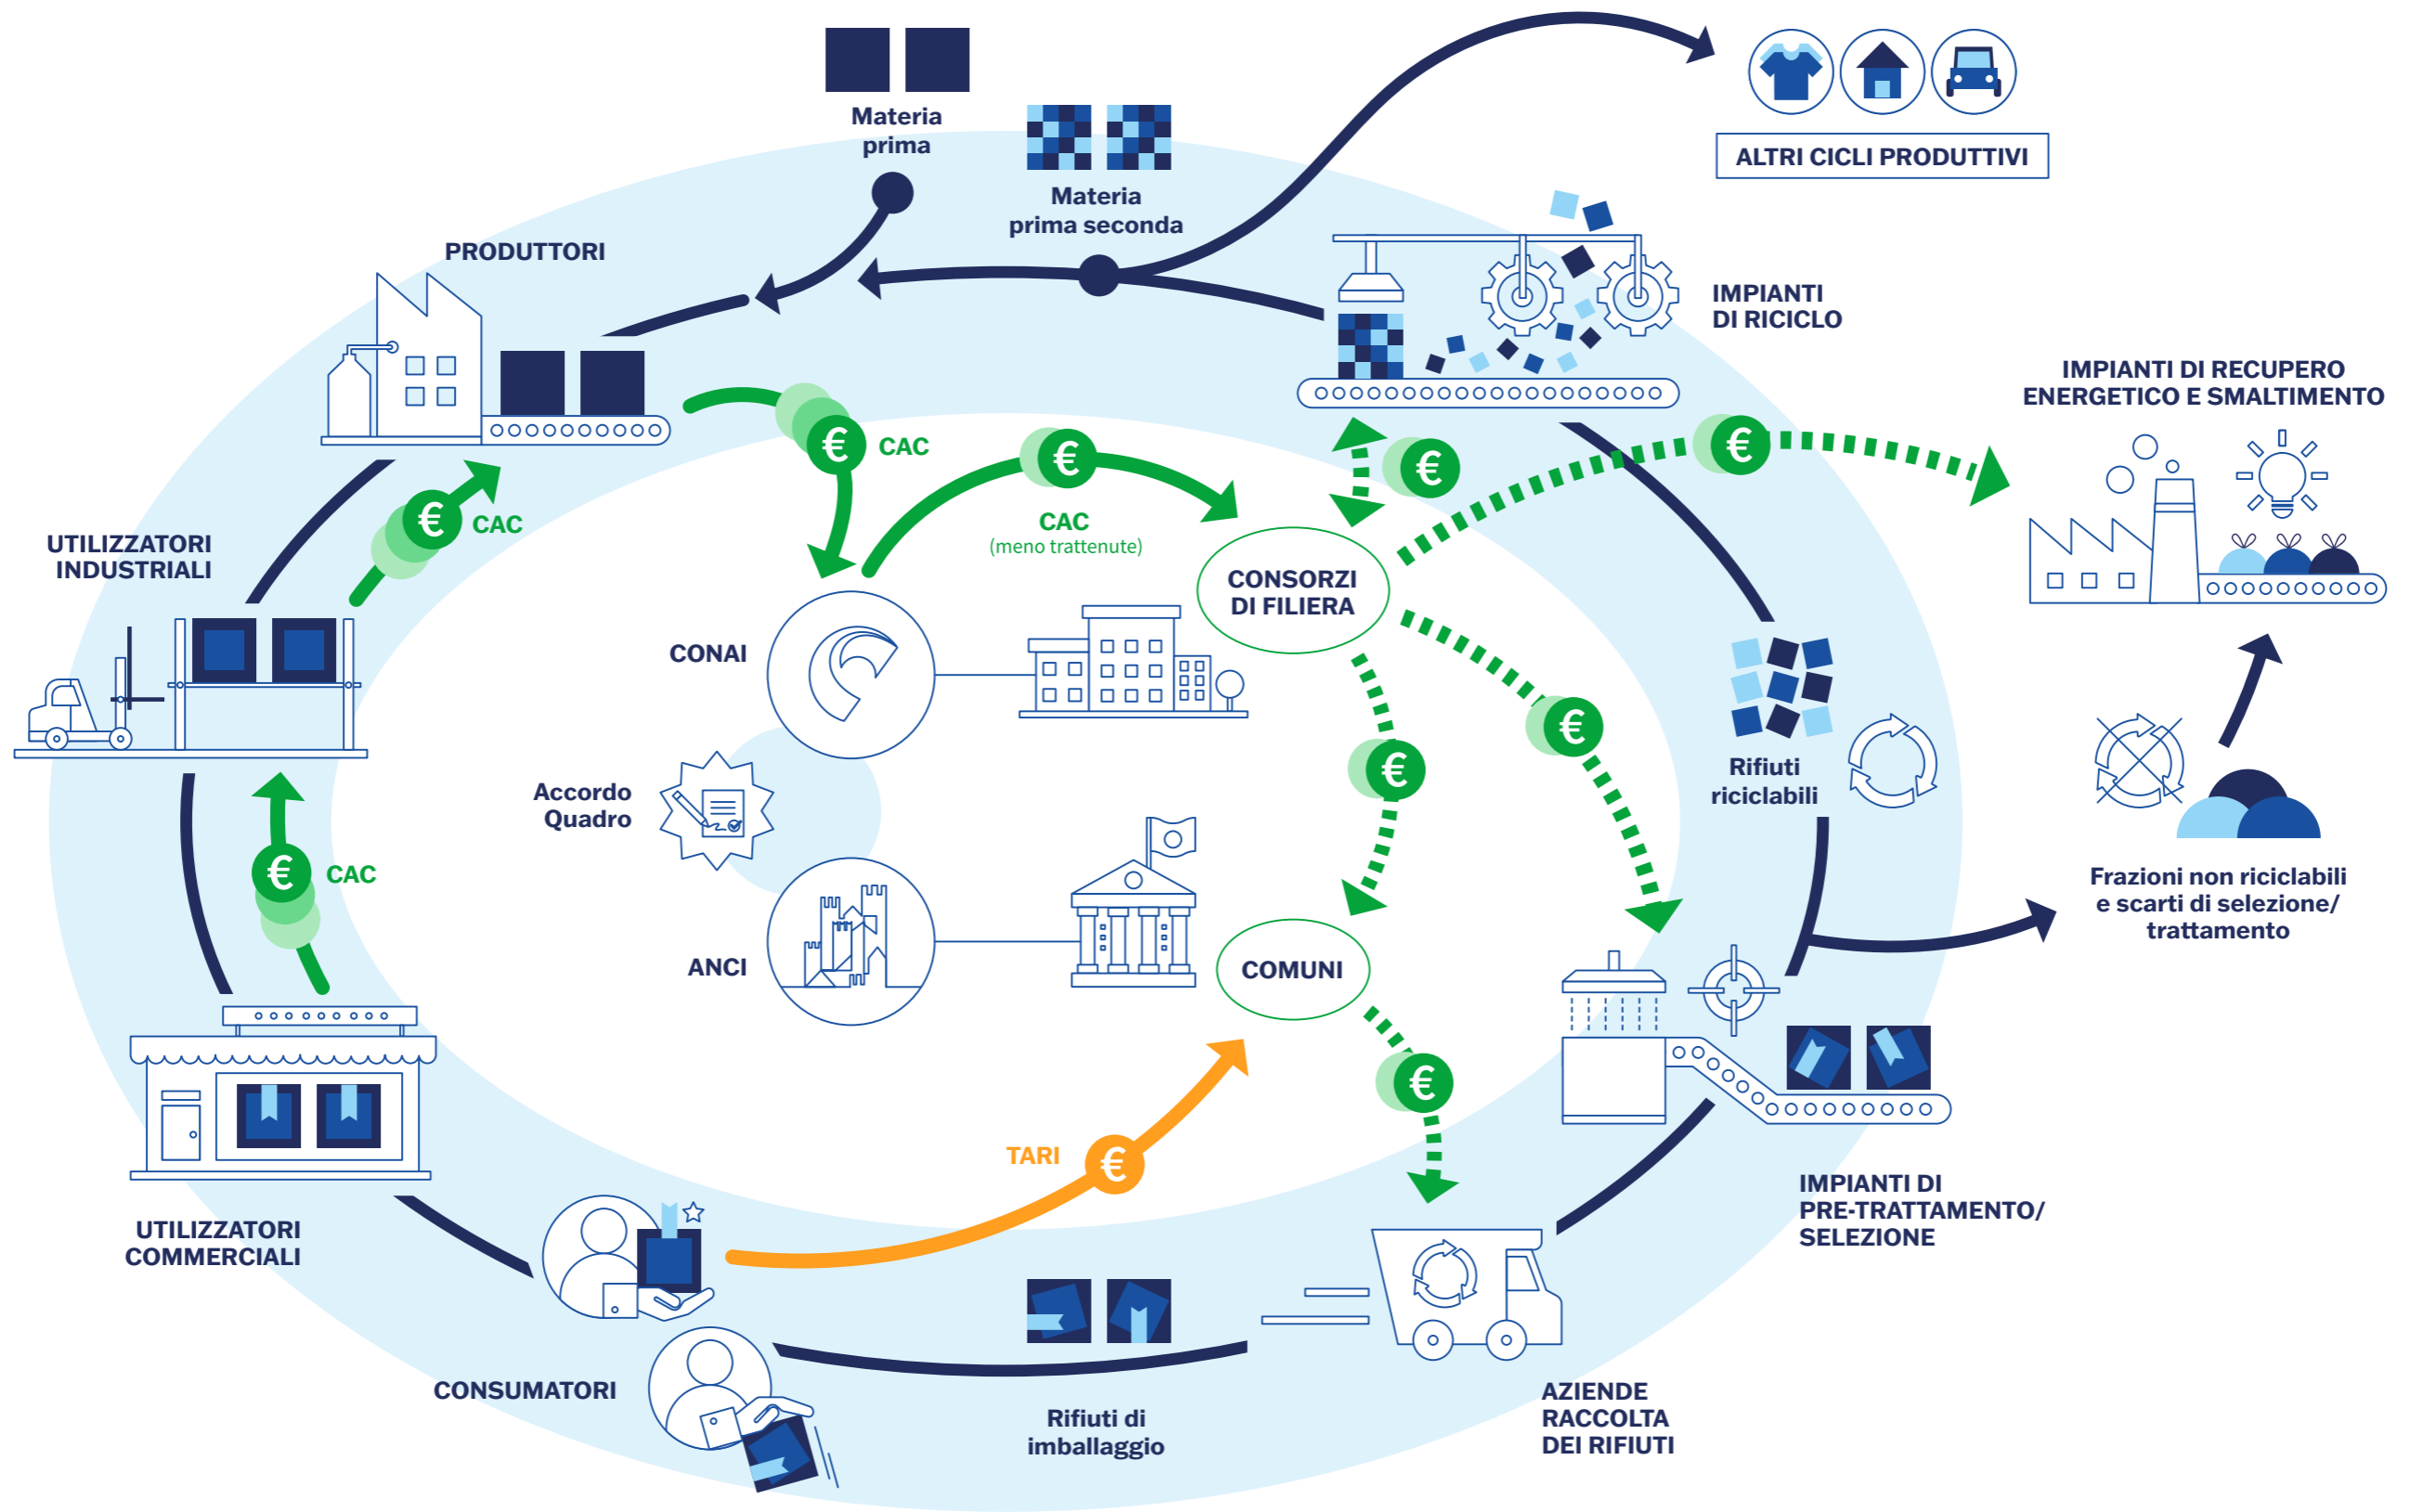 Materia
prima
Materia
prima seconda
ALTRI CICLI PRODUTTIVI
PRODUTTORI
IMPIANTI
DI RICICLO
IMPIANTI DI RECUPERO
ENERGETICO E SMALTIMENTO
€
CAC
€
€
€
€
CAC
CAC
(meno trattenute)
UTILIZZATORI
INDUSTRIALI
CONSORZI
DI FILIERA
CONAI
€
€
Rifiuti
riciclabili
Accordo
Quadro
€
CAC
Frazioni non riciclabili
e scarti di selezione/
trattamento
ANCI
COMUNI
€
TARI
€
IMPIANTI DI
PRE-TRATTAMENTO/
SELEZIONE
UTILIZZATORI
COMMERCIALI
CONSUMATORI
Rifiuti di
imballaggio
AZIENDE
RACCOLTA
DEI RIFIUTI